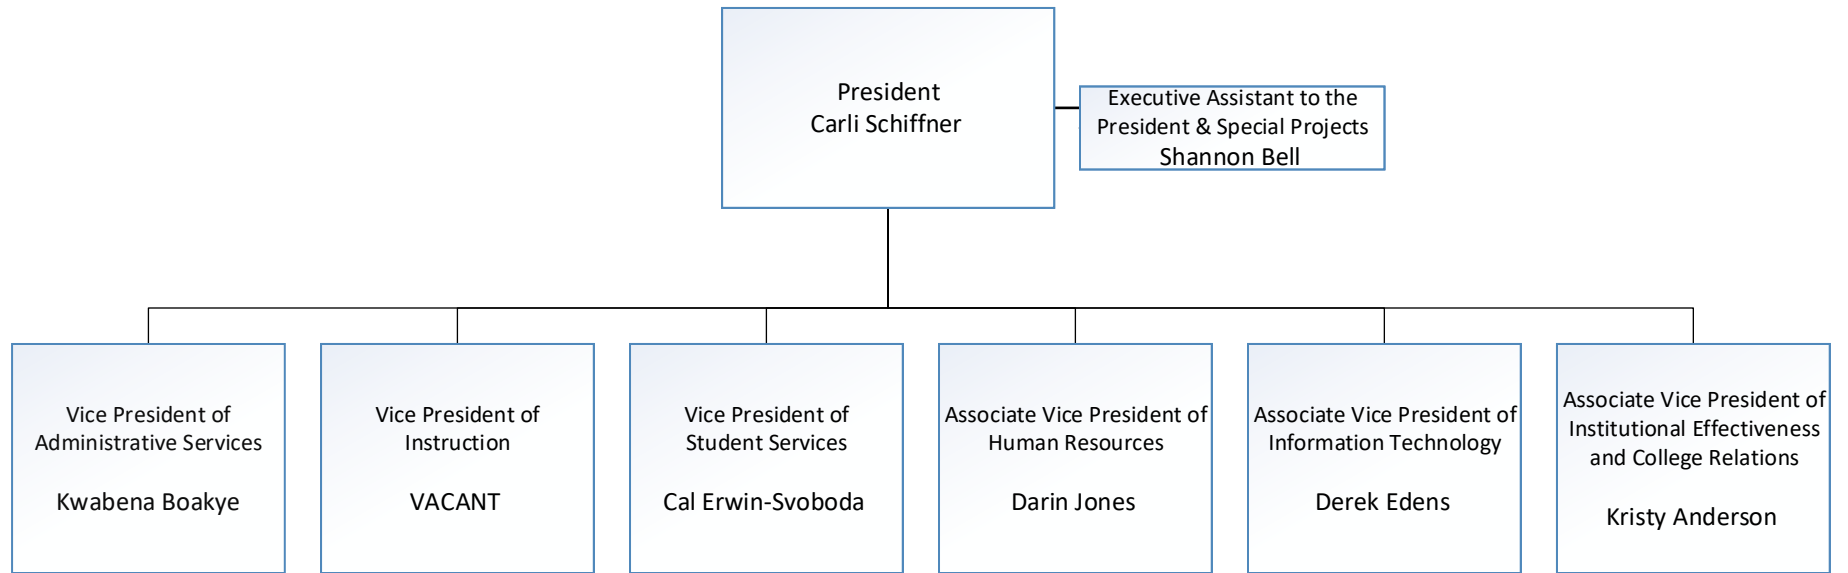 President
Carli Schiffner
Executive Assistant to the
President & Special Projects
Shannon Bell
Vice President of
Administrative Services
Kwabena Boakye
Vice President of
Instruction
VACANT
Vice President of
Student Services
Cal Erwin-Svoboda
Associate Vice President of
Human Resources
Darin Jones
Associate Vice President of
Information Technology
Derek Edens
Associate Vice President of
Institutional Effectiveness
and College Relations
Kristy Anderson